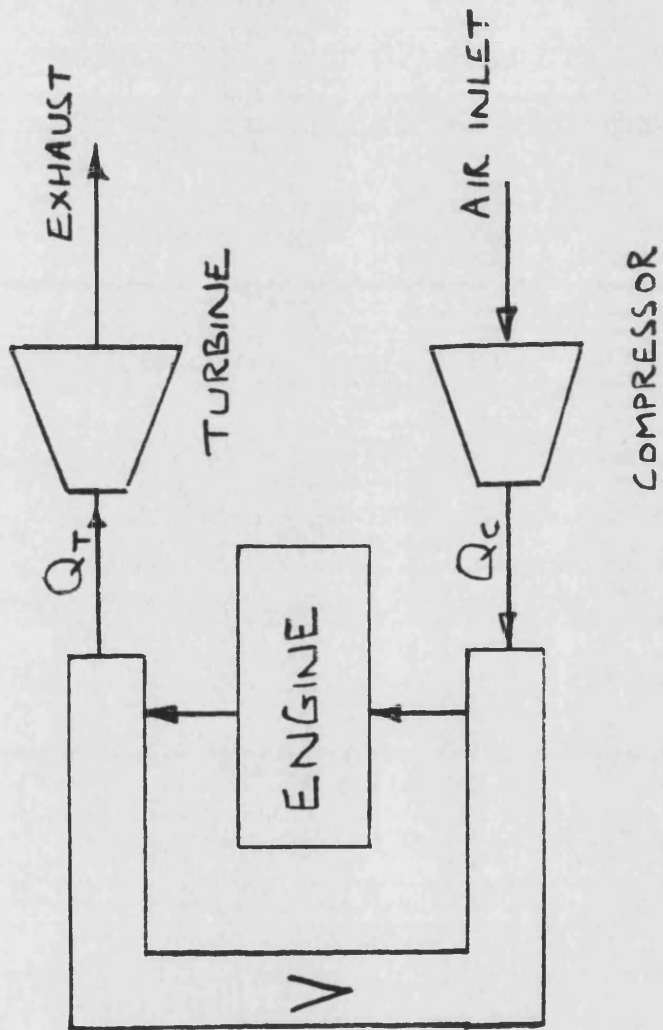 EXHAUST
AIR INLET
TURBINE
COMPRESSOR
Q_T
Q_C
ENGINE
V